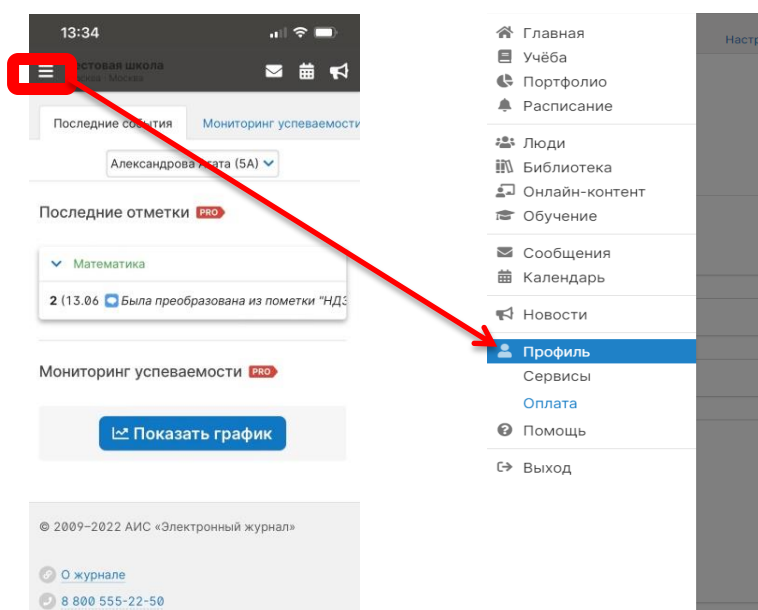 13:34
Тестовая школа
Москва - Москва
Последние события Мониторинг успеваемости
Александрова Агата (5А)
Последние отметки PRO
Математика
2 (13.06 Была преобразована из пометки "НДЗ
Мониторинг успеваемости PRO
Показать график
© 2009–2022 АИС «Электронный журнал»
О журнале
8 800 555-22-50
Главная
Учёба
Портфолио
Расписание
Люди
Библиотека
Онлайн-контент
Обучение
Сообщения
Календарь
Новости
Профиль
Сервисы
Оплата
Помощь
Выход
Настр